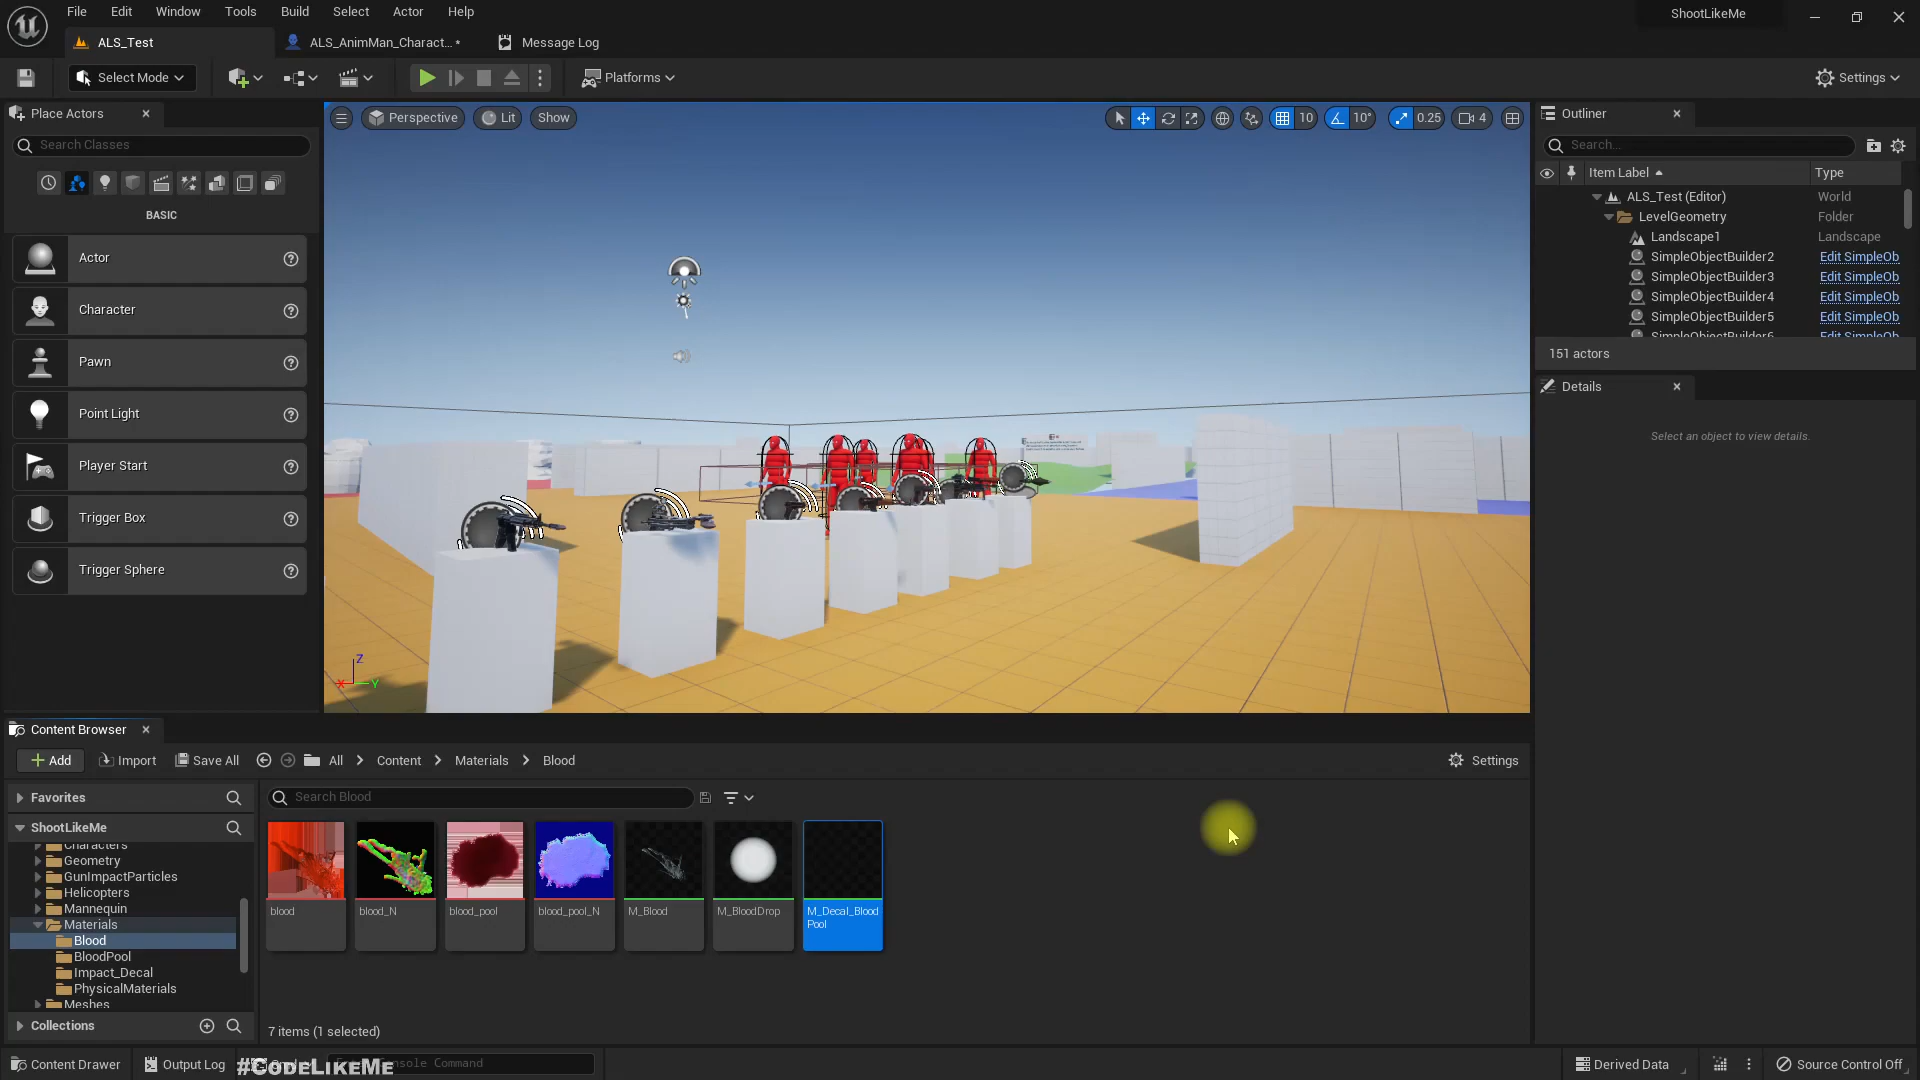 File Edit Window Tools Build Select Actor Help
ShootLikeMe
ALS_Test
ALS_AnimMan_Charact... *
Message Log
Select Mode
Platforms
Settings
Place Actors
Search Classes
BASIC
Actor
Character
Pawn
Point Light
Player Start
Trigger Box
Trigger Sphere
Perspective
Lit
Show
10
10°
0.25
4
Z
X
Y
Outliner
Search...
Item Label
Type
ALS_Test (Editor)
World
LevelGeometry
Folder
Landscape1
Landscape
SimpleObjectBuilder2
Edit SimpleOb
SimpleObjectBuilder3
Edit SimpleOb
SimpleObjectBuilder4
Edit SimpleOb
SimpleObjectBuilder5
Edit SimpleOb
SimpleObjectBuilder6
Edit SimpleOb
151 actors
Details
Select an object to view details.
Content Browser
Add
Import
Save All
All
Content
Materials
Blood
Settings
Favorites
ShootLikeMe
Characters
Geometry
GunImpactParticles
Helicopters
Mannequin
Materials
Blood
BloodPool
Impact_Decal
PhysicalMaterials
Meshes
Collections
Search Blood
blood
blood_N
blood_pool
blood_pool_N
M_Blood
M_BloodDrop
M_Decal_Blood
Pool
7 items (1 selected)
Content Drawer
Output Log
#CodeLikeMe
Console Command
Derived Data
Source Control Off